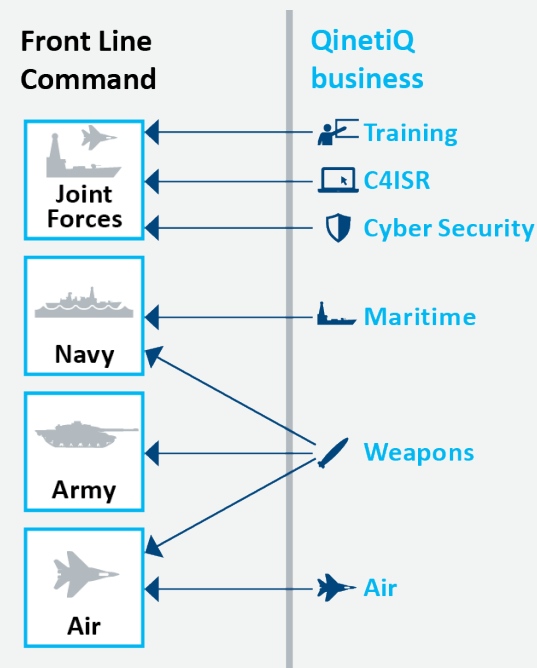 Front Line
Command
QinetiQ
business
Joint
Forces
Training
C4ISR
Cyber Security
Navy
Maritime
Army
Weapons
Air
Air